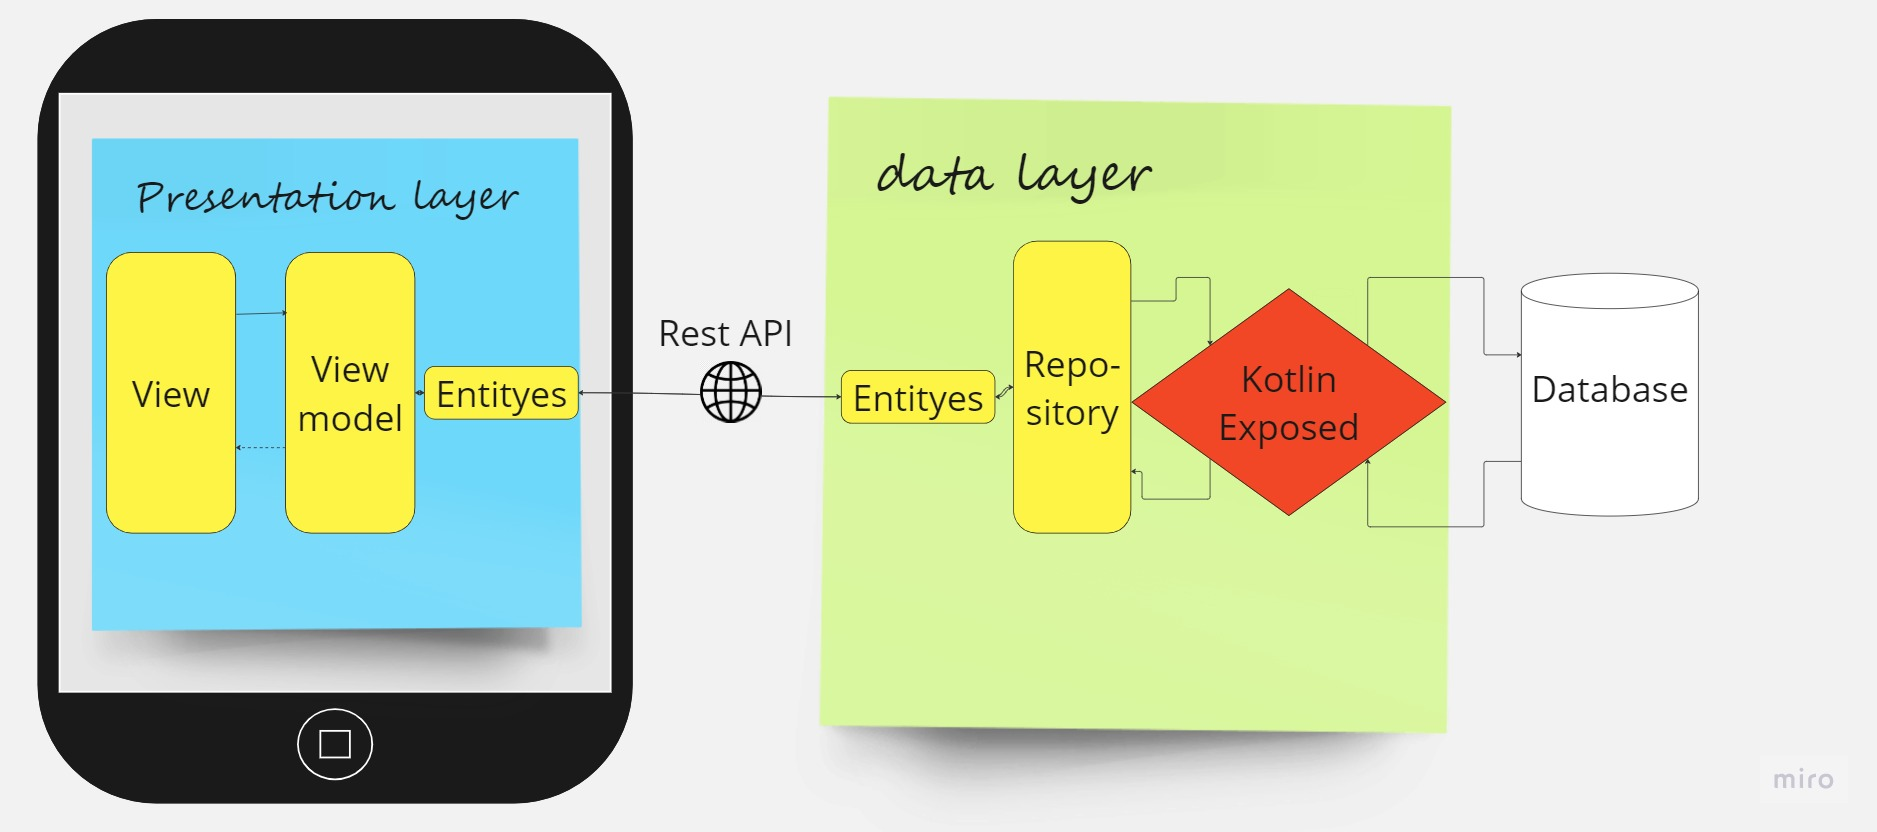 Presentation layer
View
View
model
Entityes
Rest API
data layer
Entityes
Repo-
sitory
Kotlin
Exposed
Database
miro